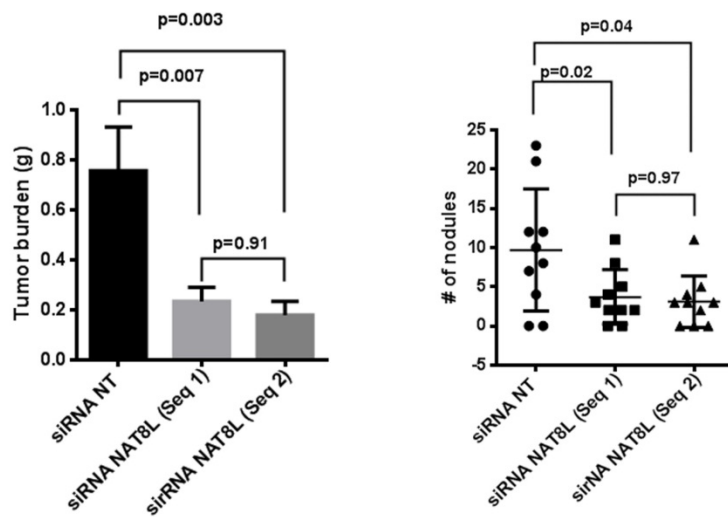 p=0.003
p=0.007
1.0
0.8
0.6
0.4
0.2
0.0
Tumor burden (g)
p=0.91
siRNA NT
siRNA NAT8L (Seq 1)
sirRNA NAT8L (Seq 2)
p=0.04
p=0.02
25
20
15
10
5
0
-5
# of nodules
p=0.97
siRNA NT
siRNA NAT8L (Seq 1)
sirNA NAT8L (Seq 2)